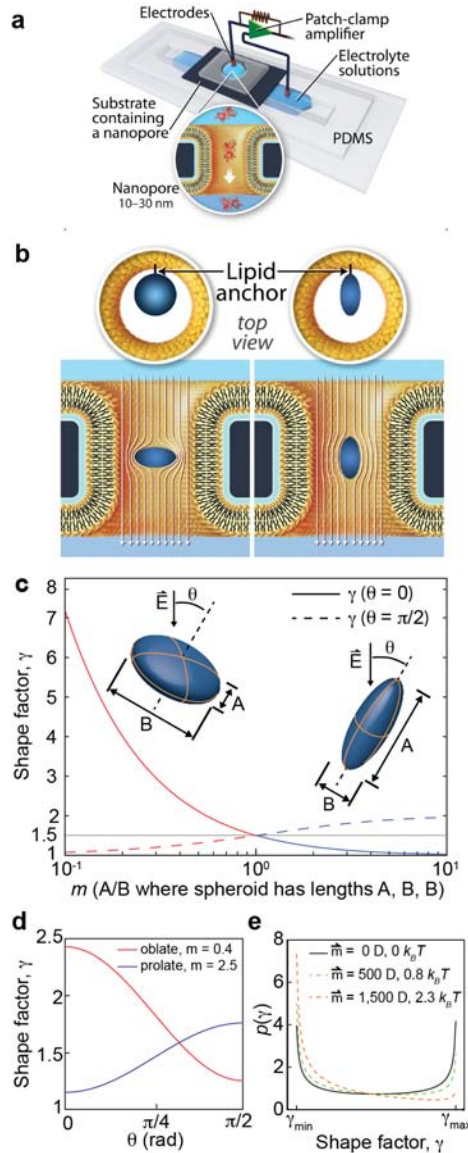 a
Electrodes
Patch-clamp
amplifier
Electrolyte
solutions
Substrate
containing
a nanopore
PDMS
Nanopore
10–30 nm
b
Lipid
anchor
top
view
c
Shape factor, γ
8
7
6
5
4
3
2
1.5
1
E⃗
θ
B
A
γ (θ = 0)
γ (θ = π/2)
E⃗
θ
A
B
10⁻¹
10⁰
10¹
m (A/B where spheroid has lengths A, B, B)
d
Shape factor, γ
2.5
2
1.5
1
oblate, m = 0.4
prolate, m = 2.5
0
π/4
π/2
θ (rad)
e
p(γ)
8
6
4
2
0
m⃗ = 0 D, 0 k_BT
m⃗ = 500 D, 0.8 k_BT
m⃗ = 1,500 D, 2.3 k_BT
γmin
γmax
Shape factor, γ